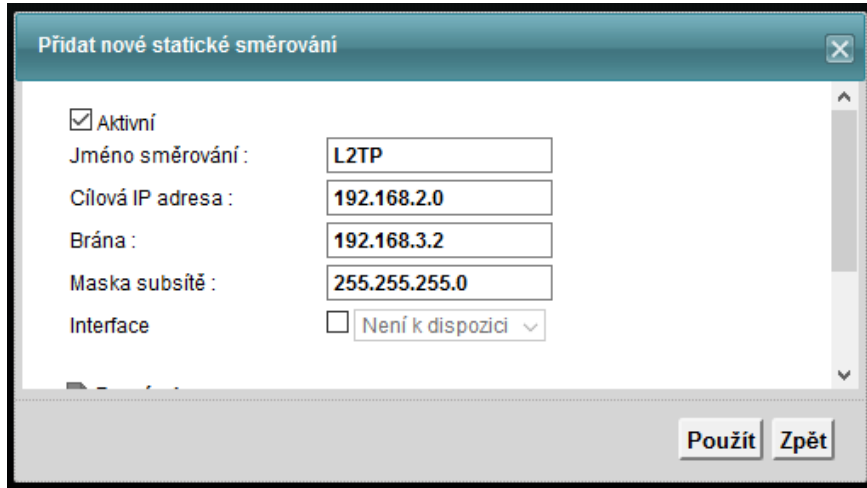 Přidat nové statické směrování
Aktivní
Jméno směrování : L2TP
Cílová IP adresa : 192.168.2.0
Brána : 192.168.3.2
Maska subsítě : 255.255.255.0
Interface Není k dispozici
Použít Zpět